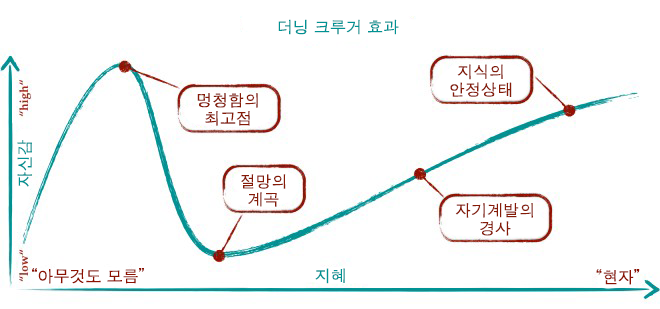 더닝 크루거 효과
“high”
자신감
“low”
멍청함의
최고점
절망의
계곡
지식의
안정상태
자기계발의
경사
“아무것도 모름”
지혜
“현자”